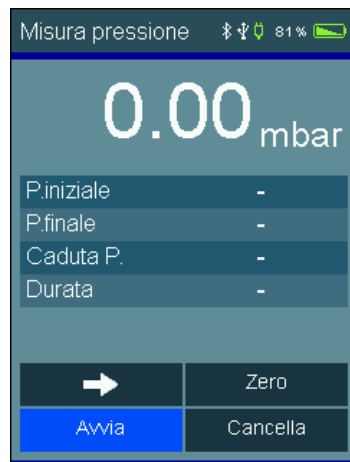 Misura pressione 81 %
0.00 mbar
P.iniziale -
P.finale -
Caduta P. -
Durata -
Zero
Avvia Cancella